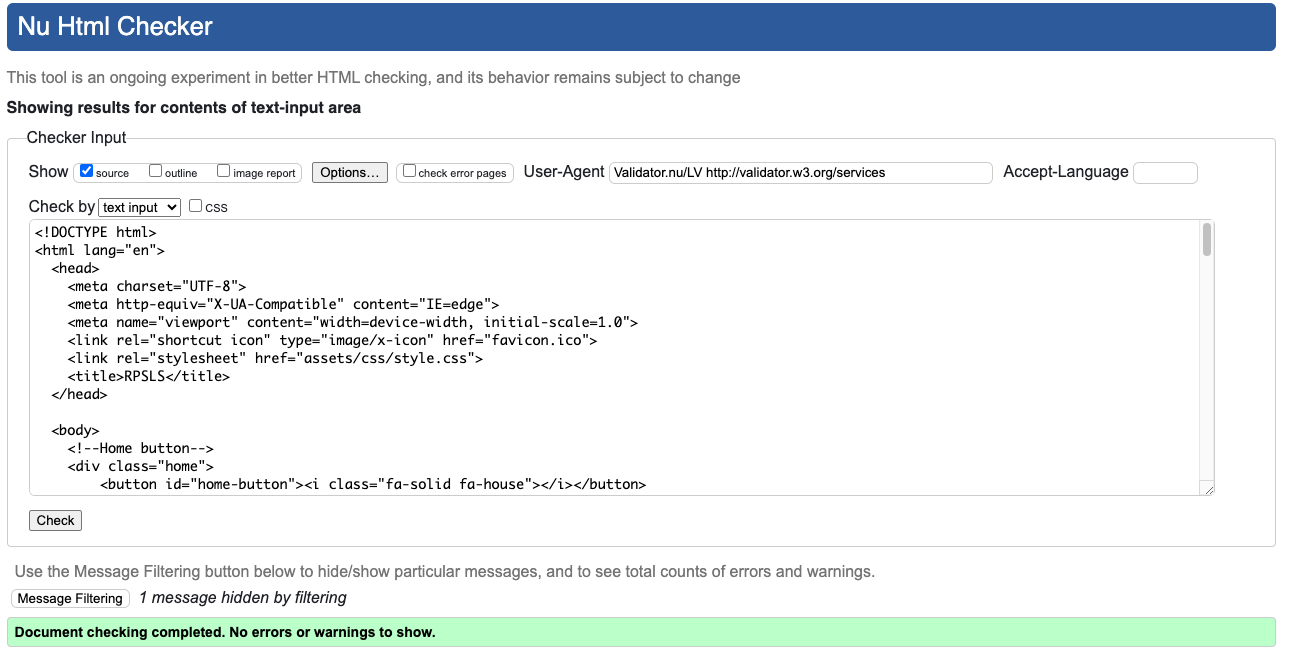 Nu Html Checker
This tool is an ongoing experiment in better HTML checking, and its behavior remains subject to change
Showing results for contents of text-input area
Checker Input
Show source outline image report Options... check error pages User-Agent Validator.nu/LV http://validator.w3.org/services Accept-Language
Check by text input CSS
<!DOCTYPE html>
<html lang="en">
<head>
<meta charset="UTF-8">
<meta http-equiv="X-UA-Compatible" content="IE=edge">
<meta name="viewport" content="width=device-width, initial-scale=1.0">
<link rel="shortcut icon" type="image/x-icon" href="favicon.ico">
<link rel="stylesheet" href="assets/css/style.css">
<title>RPSLS</title>
</head>
<body>
<!--Home button-->
<div class="home">
<button id="home-button"><i class="fa-solid fa-house"></i></button>
Check
Use the Message Filtering button below to hide/show particular messages, and to see total counts of errors and warnings.
Message Filtering 1 message hidden by filtering
Document checking completed. No errors or warnings to show.